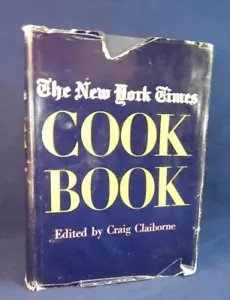 The New York Times
COOK
BOOK
Edited by Craig Claiborne